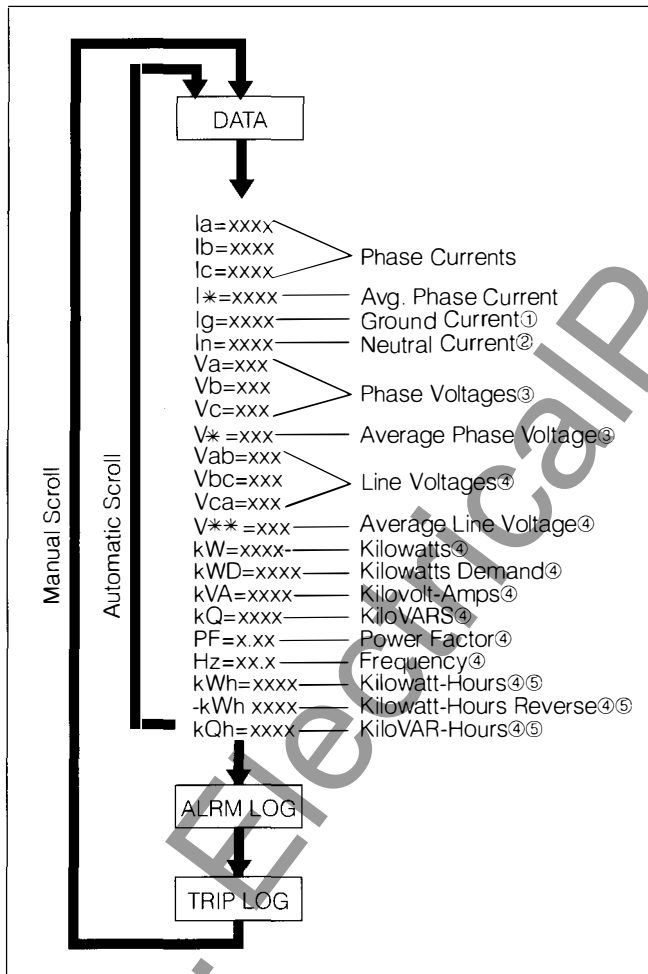 DATA
Ia=xxxx
Ib=xxxx
Ic=xxxx
Phase Currents
I*=xxxx Avg. Phase Current
Ig=xxxx Ground Current①
In=xxxx Neutral Current②
Va=xxx
Vb=xxx
Vc=xxx
Phase Voltages③
V*=xxx Average Phase Voltage③
Vab=xxx
Vbc=xxx
Vca=xxx
Line Voltages④
V**=xxx Average Line Voltage④
kW=xxxx- Kilowatts④
kWD=xxxx Kilowatts Demand④
kVA=xxxx Kilovolt-Amps④
kQ=xxxx KiloVARS④
PF=x.xx Power Factor④
Hz=xx.x Frequency④
kWh=xxxx Kilowatt-Hours④⑤
-kWh xxxx Kilowatt-Hours Reverse④⑤
kQh=xxxx KiloVAR-Hours④⑤
ALRM LOG
TRIP LOG
Manual Scroll
Automatic Scroll
. ElectricalP